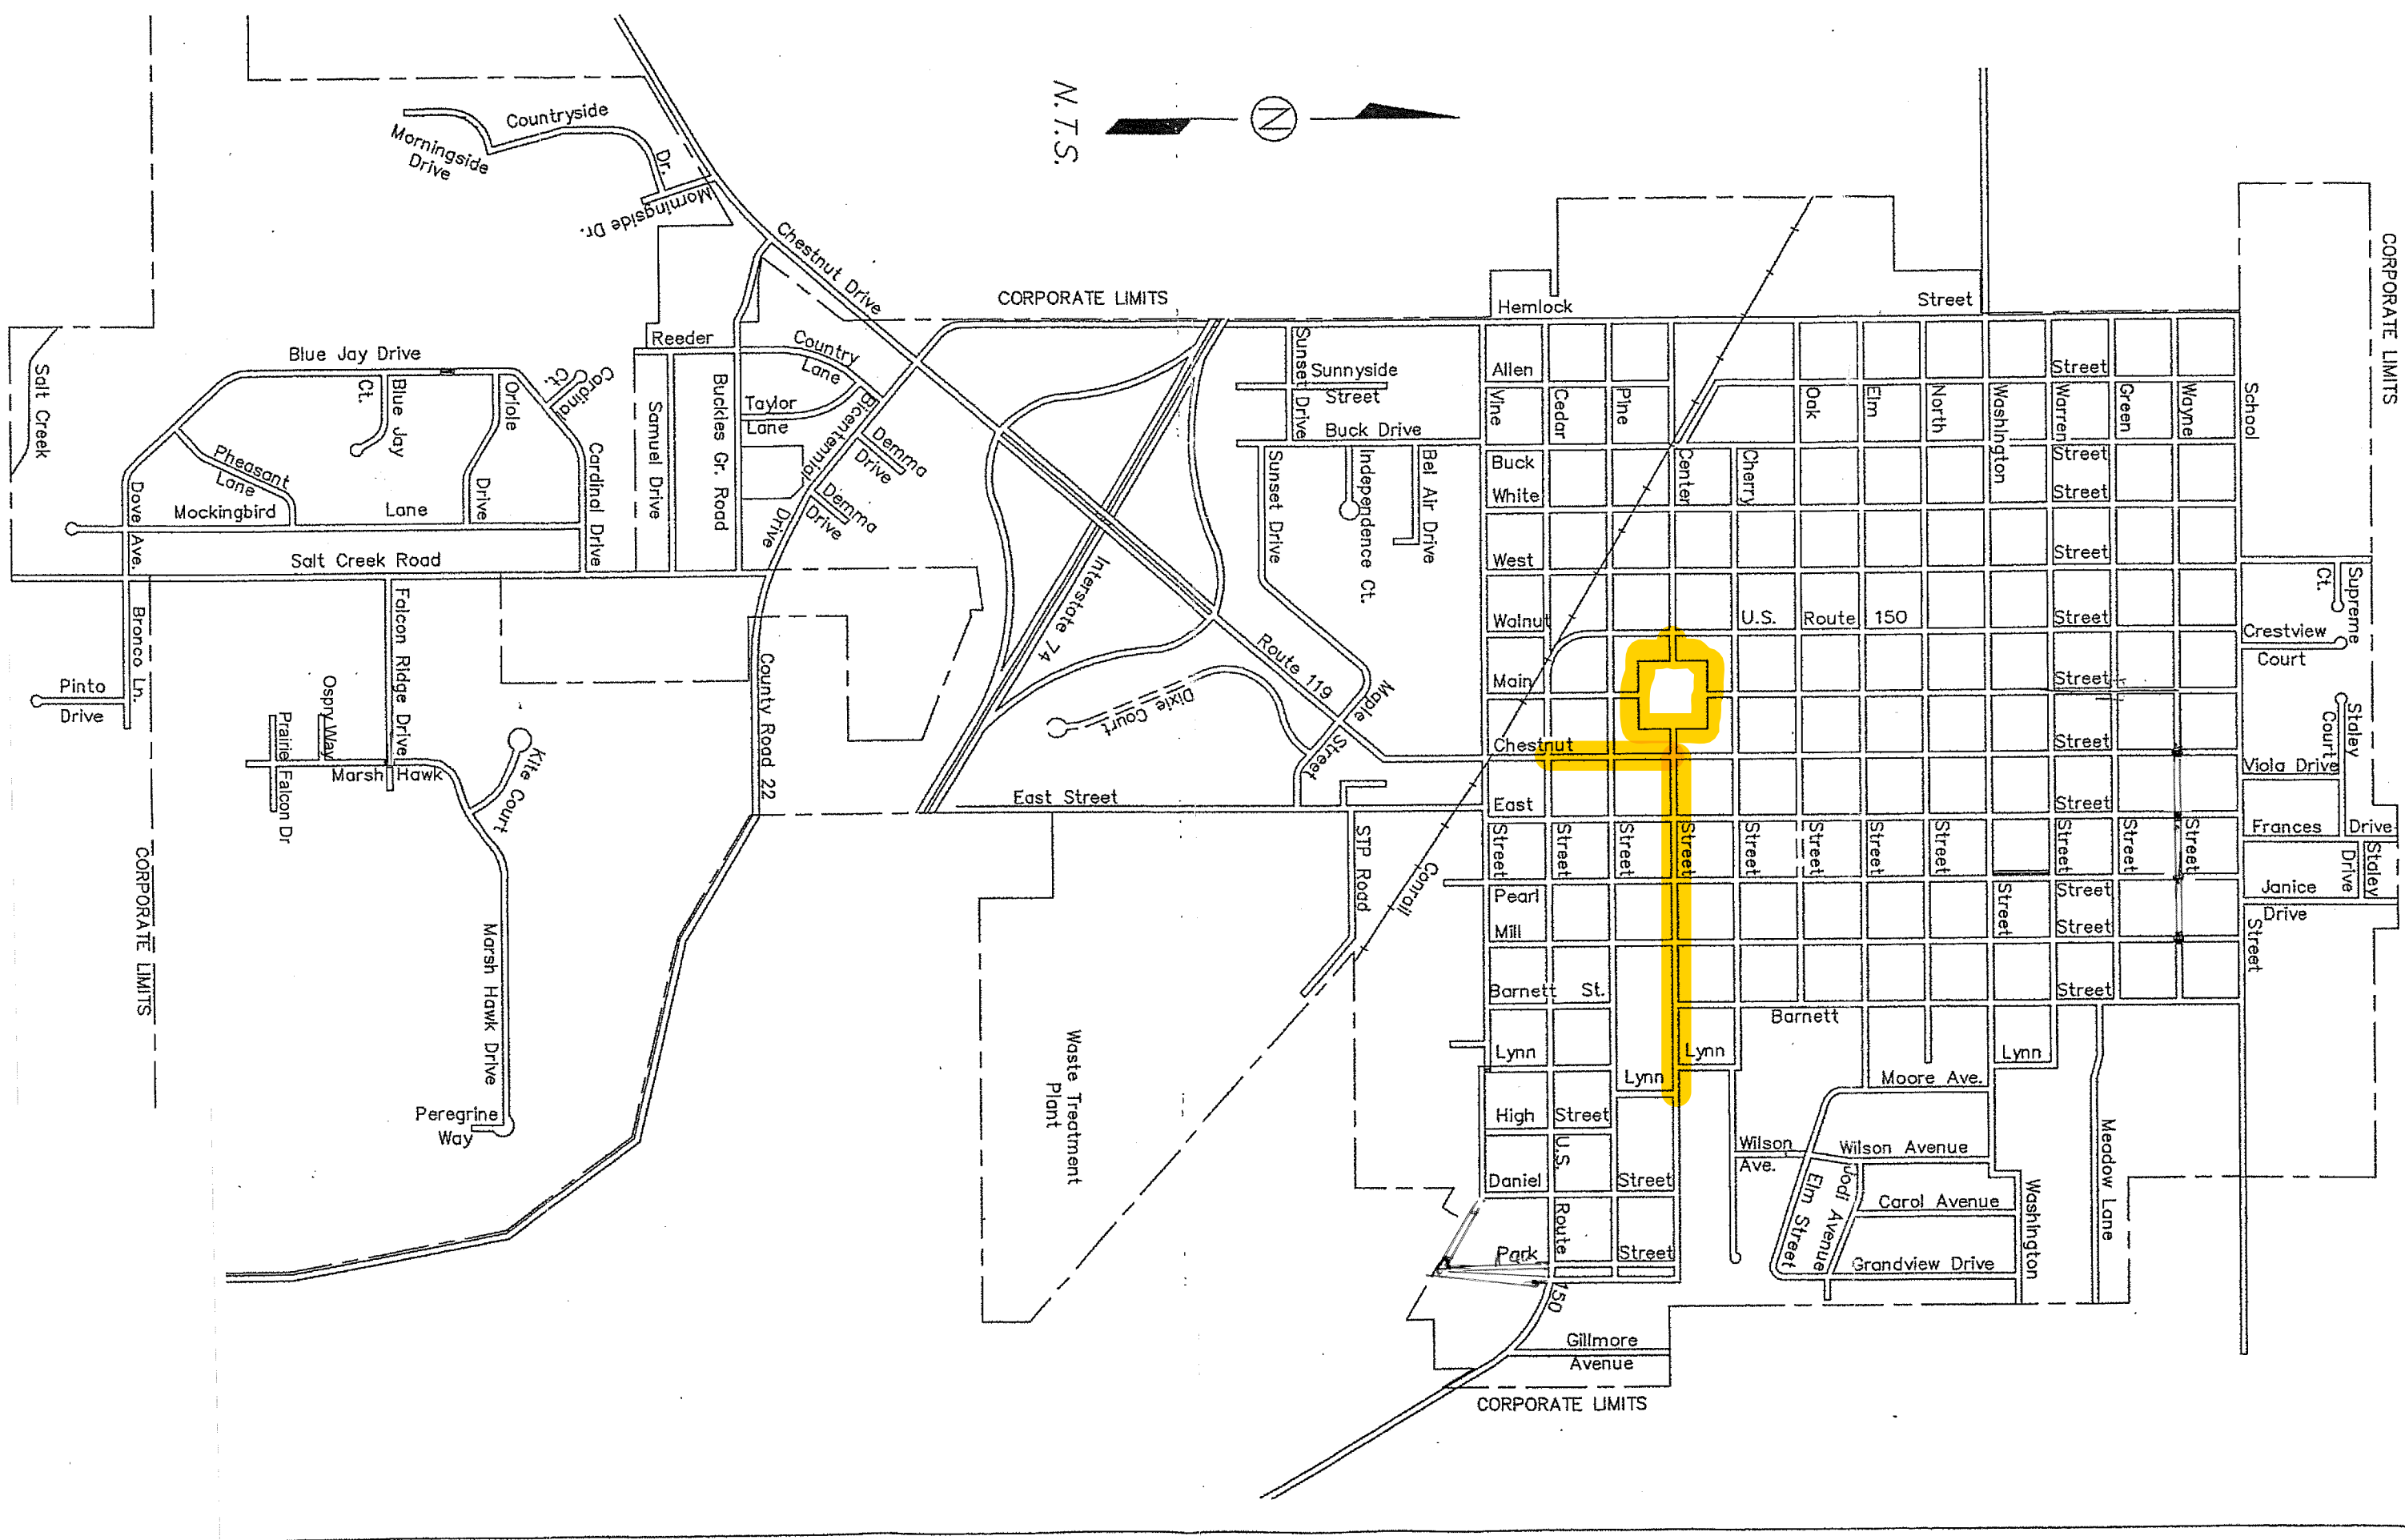 N.T.S.
N
CORPORATE LIMITS
Countryside
Dr.
Morningside
Drive
Morningside Dr.
Chestnut Drive
CORPORATE LIMITS
Hemlock
Street
Reeder
Country
Lane
Taylor
Lane
Bicentennial
Drive
Demma
Drive
Demma
Drive
Buckles Gr. Road
Samuel Drive
Salt Creek
Blue Jay Drive
Blue Jay
Ct.
Oriole
Drive
Cardinal
Ct.
Cardinal Drive
Pheasant
Lane
Mockingbird
Lane
Dove Ave.
Salt Creek Road
Bronco Ln.
Pinto
Drive
Falcon Ridge Drive
Ospry Way
Prairie Falcon Dr
Marsh Hawk
Kite Court
Marsh Hawk Drive
Peregrine
Way
CORPORATE LIMITS
County Road 22
Interstate 74
Route 119
Dixie Court
Maple Street
East Street
STP Road
Conrail
Waste Treatment
Plant
Sunset Drive
Sunnyside
Street
Buck Drive
Sunset Drive
Independence Ct.
Bel Air Drive
Allen
Street
Vine
Cedar
Pine
Center
Cherry
Oak
Elm
North
Washington
Warren
Green
Wayne
School
Buck
Street
White
Street
West
Street
Walnut
U.S. Route 150
Street
Main
Street
Chestnut
Street
East
Street
Street
Street
Street
Street
Street
Street
Street
Street
Street
Street
Street
Street
Street
Pearl
Street
Mill
Street
Barnett St.
Street
Barnett
Lynn
Lynn
Lynn
Lynn
High
Street
Daniel
Street
Park
Street
U.S.
Route
150
Moore Ave.
Wilson
Ave.
Wilson Avenue
Jodi Avenue
Elm Street
Carol Avenue
Grandview Drive
Washington
Meadow Lane
Gillmore
Avenue
CORPORATE LIMITS
Supreme
Ct.
Crestview
Court
Staley
Court
Viola Drive
Frances
Drive
Staley
Drive
Janice
Drive
Street